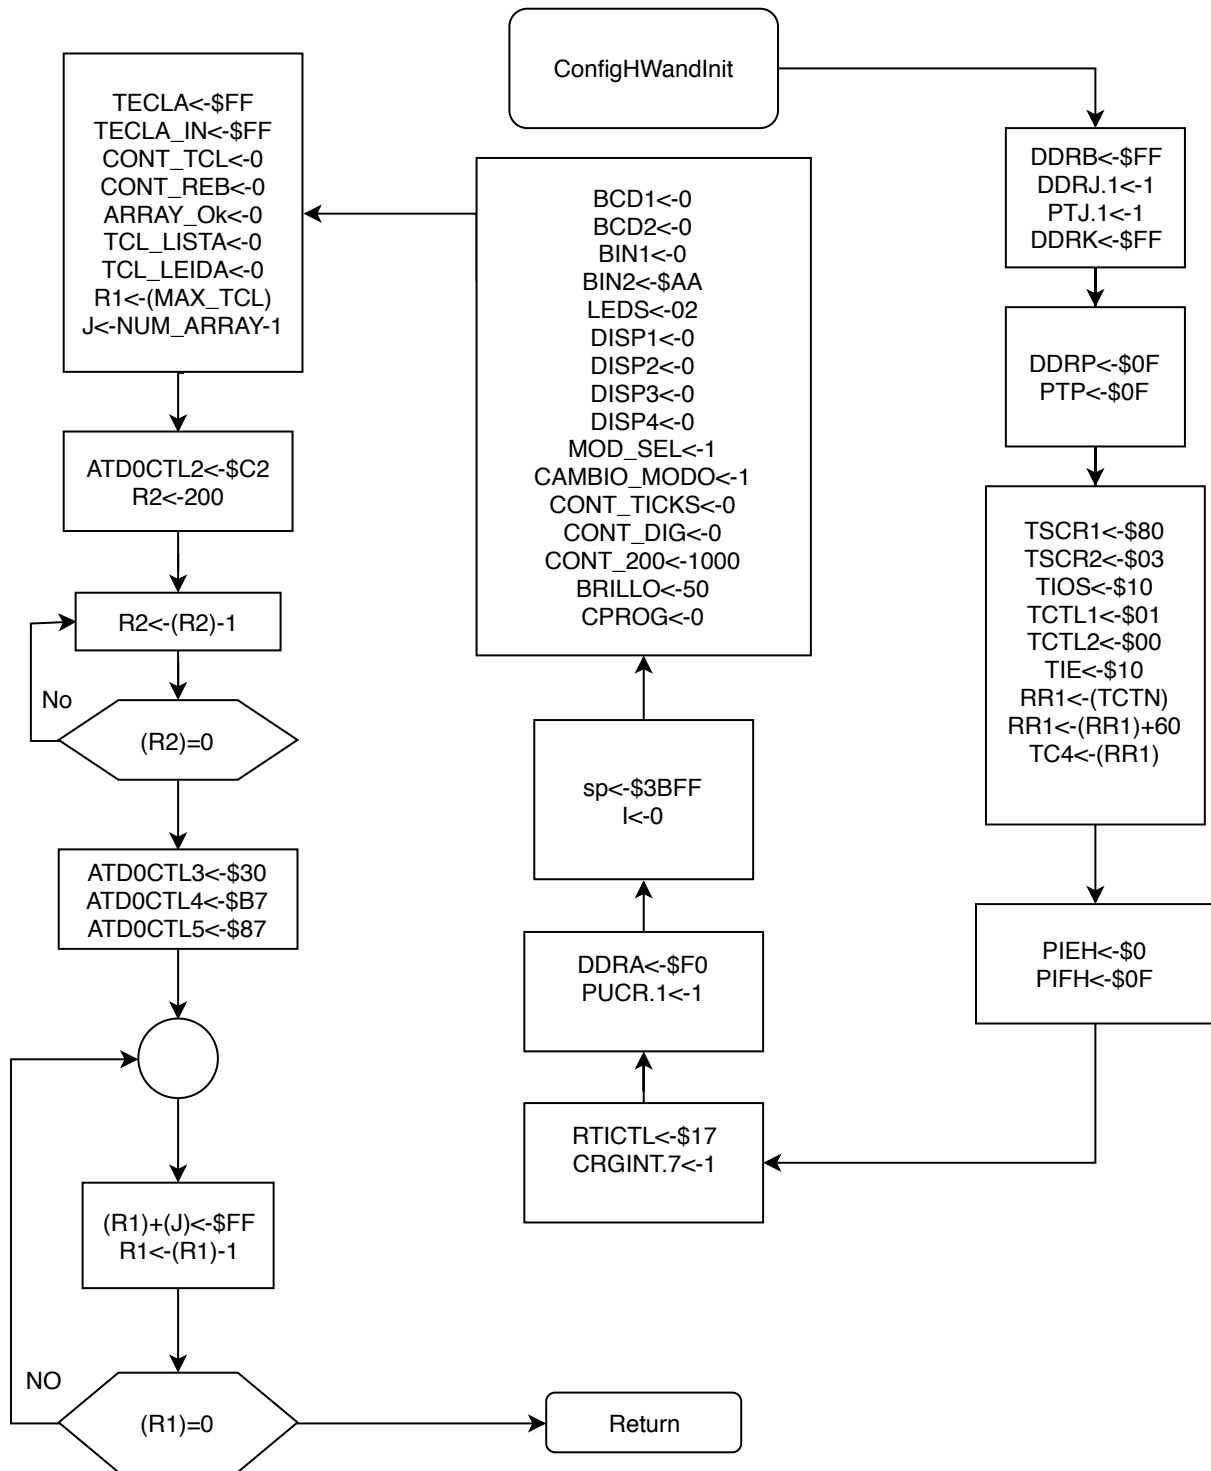 ConfigHWandInit
DDRB<-$FF
DDRJ.1<-1
PTJ.1<-1
DDRK<-$FF
DDRP<-$0F
PTP<-$0F
TSCR1<-$80
TSCR2<-$03
TIOS<-$10
TCTL1<-$01
TCTL2<-$00
TIE<-$10
RR1<-(TCTN)
RR1<-(RR1)+60
TC4<-(RR1)
PIEH<-$0
PIFH<-$0F
RTICTL<-$17
CRGINT.7<-1
DDRA<-$F0
PUCR.1<-1
sp<-$3BFF
I<-0
BCD1<-0
BCD2<-0
BIN1<-0
BIN2<-$AA
LEDS<-02
DISP1<-0
DISP2<-0
DISP3<-0
DISP4<-0
MOD_SEL<-1
CAMBIO_MODO<-1
CONT_TICKS<-0
CONT_DIG<-0
CONT_200<-1000
BRILLO<-50
CPROG<-0
TECLA<-$FF
TECLA_IN<-$FF
CONT_TCL<-0
CONT_REB<-0
ARRAY_Ok<-0
TCL_LISTA<-0
TCL_LEIDA<-0
R1<-(MAX_TCL)
J<-NUM_ARRAY-1
ATD0CTL2<-$C2
R2<-200
R2<-(R2)-1
No
(R2)=0
ATD0CTL3<-$30
ATD0CTL4<-$B7
ATD0CTL5<-$87
(R1)+(J)<-$FF
R1<-(R1)-1
NO
(R1)=0
Return